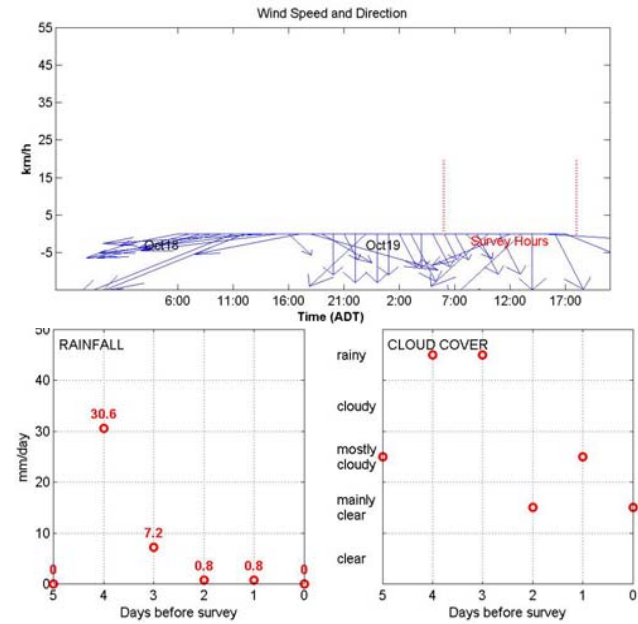 Wind Speed and Direction
55
45
35
25
15
5
-5
km/h
Oct18
Oct19
Survey Hours
6:00 11:00 16:00 21:00 2:00 7:00 12:00 17:00
Time (ADT)
RAINFALL
50
40
30
20
10
0
mm/day
0
30.6
7.2
0.8
0.8
0
5 4 3 2 1 0
Days before survey
CLOUD COVER
rainy
cloudy
mostly
cloudy
mainly
clear
clear
5 4 3 2 1 0
Days before survey